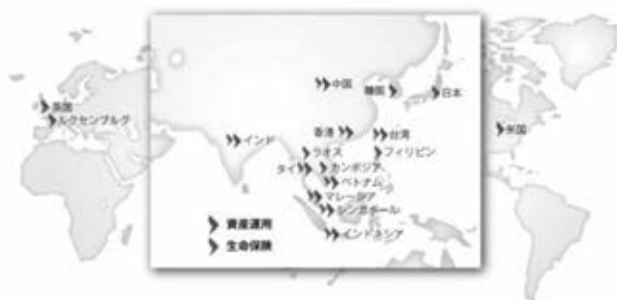 英国
ルクセンブルグ
中国
韓国
日本
香港
台湾
インド
ラオス
フィリピン
タイ
カンボジア
ベトナム
マレーシア
シンガポール
インドネシア
資産運用
生命保険
米国